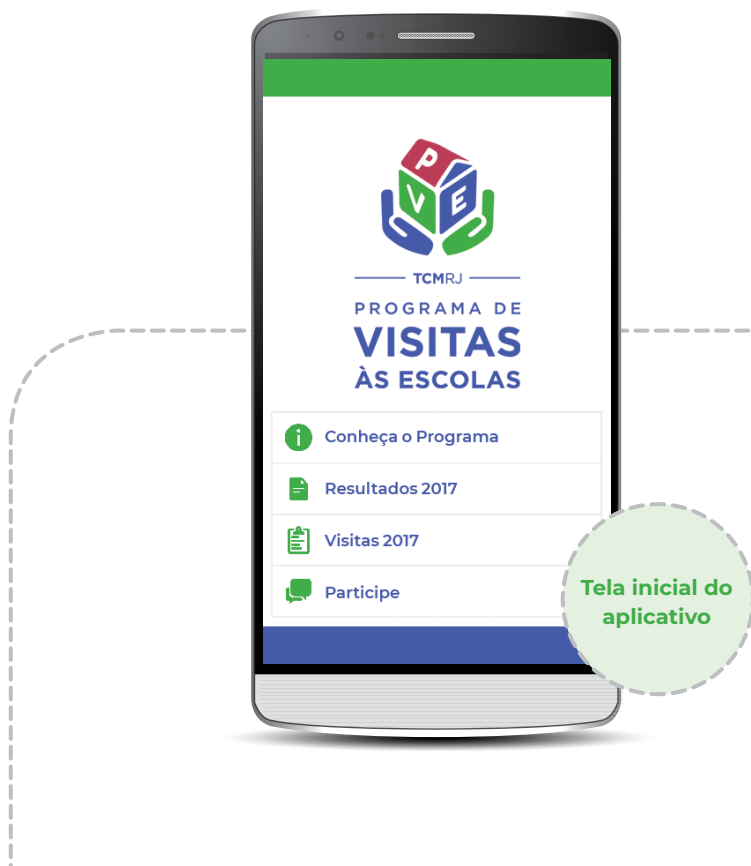 P
V E
TCMRJ
PROGRAMA DE
VISITAS
ÀS ESCOLAS
Conheça o Programa
Resultados 2017
Visitas 2017
Participe
Tela inicial do
aplicativo